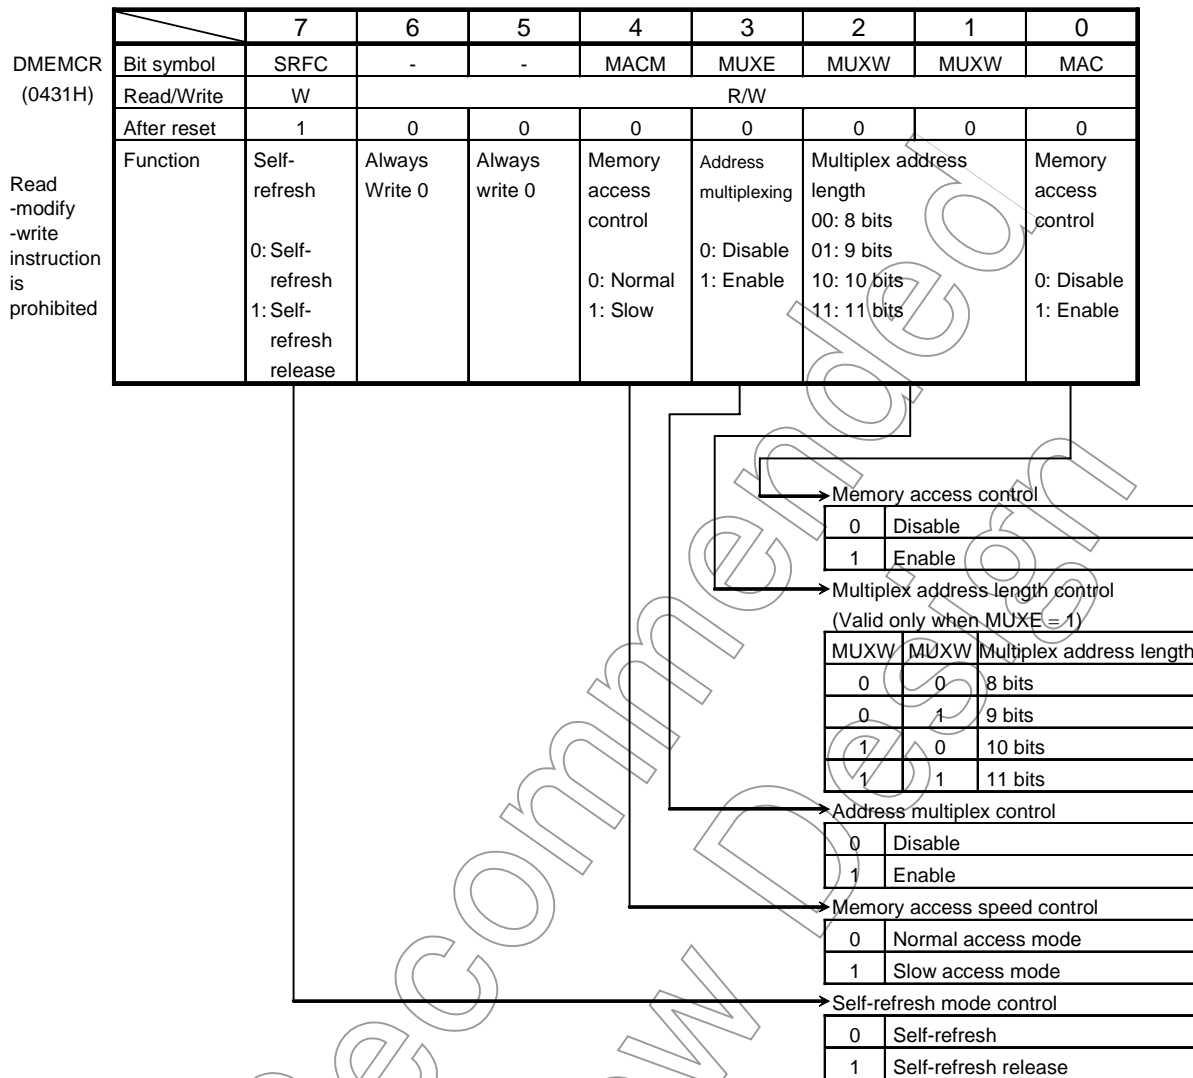 7 6 5 4 3 2 1 0
DMEMCR Bit symbol SRFC - - MACM MUXE MUXW MUXW MAC
(0431H) Read/Write W R/W
After reset 1 0 0 0 0 0 0 0
Read
-modify
-write
instruction
is
prohibited
Function
Self-
refresh
0: Self-
refresh
1: Self-
refresh
release
Always
Write 0
Always
write 0
Memory
access
control
0: Normal
1: Slow
Address
multiplexing
0: Disable
1: Enable
Multiplex address
length
00: 8 bits
01: 9 bits
10: 10 bits
11: 11 bits
Memory
access
control
0: Disable
1: Enable
Memory access control
0 Disable
1 Enable
Multiplex address length control
(Valid only when MUXE = 1)
MUXW MUXW Multiplex address length
0 0 8 bits
0 1 9 bits
1 0 10 bits
1 1 11 bits
Address multiplex control
0 Disable
1 Enable
Memory access speed control
0 Normal access mode
1 Slow access mode
Self-refresh mode control
0 Self-refresh
1 Self-refresh release
ecommended
w Design